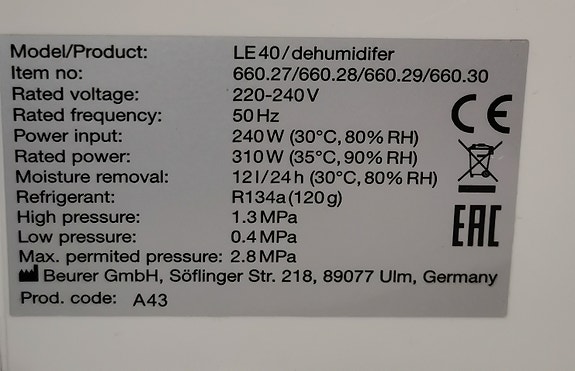 Model/Product: LE 40 / dehumidifer
Item no: 660.27/660.28/660.29/660.30
Rated voltage: 220-240 V
Rated frequency: 50 Hz
Power input: 240 W (30°C, 80% RH)
Rated power: 310 W (35°C, 90% RH)
Moisture removal: 12 l / 24 h (30°C, 80% RH)
Refrigerant: R134a (120 g)
High pressure: 1.3 MPa
Low pressure: 0.4 MPa
Max. permited pressure: 2.8 MPa
Beurer GmbH, Söflinger Str. 218, 89077 Ulm, Germany
Prod. code: A43
CE
EAC